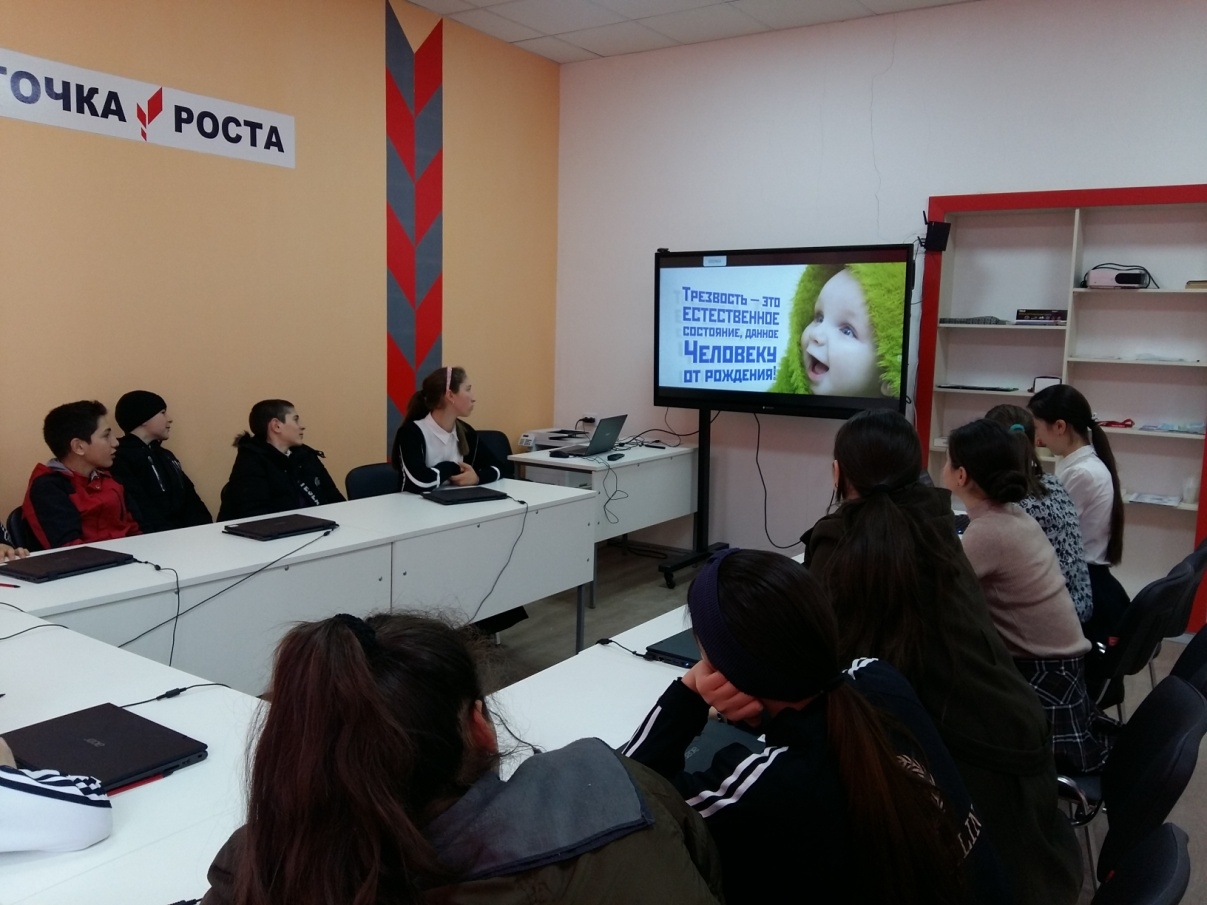 ТОЧКА РОСТА
Трезвость – это
естественное
состояние, данное
Человеку
от рождения!